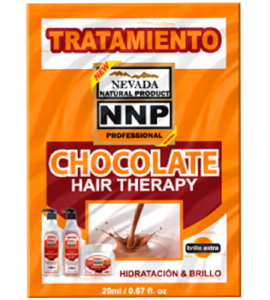 TRATAMIENTO
NEW
NEVADA
NATURAL PRODUCT
NNP
PROFESSIONAL
CHOCOLATE
HAIR THERAPY
brillo extra
HIDRATACIÓN & BRILLO
20ml / 0.67 fl. oz